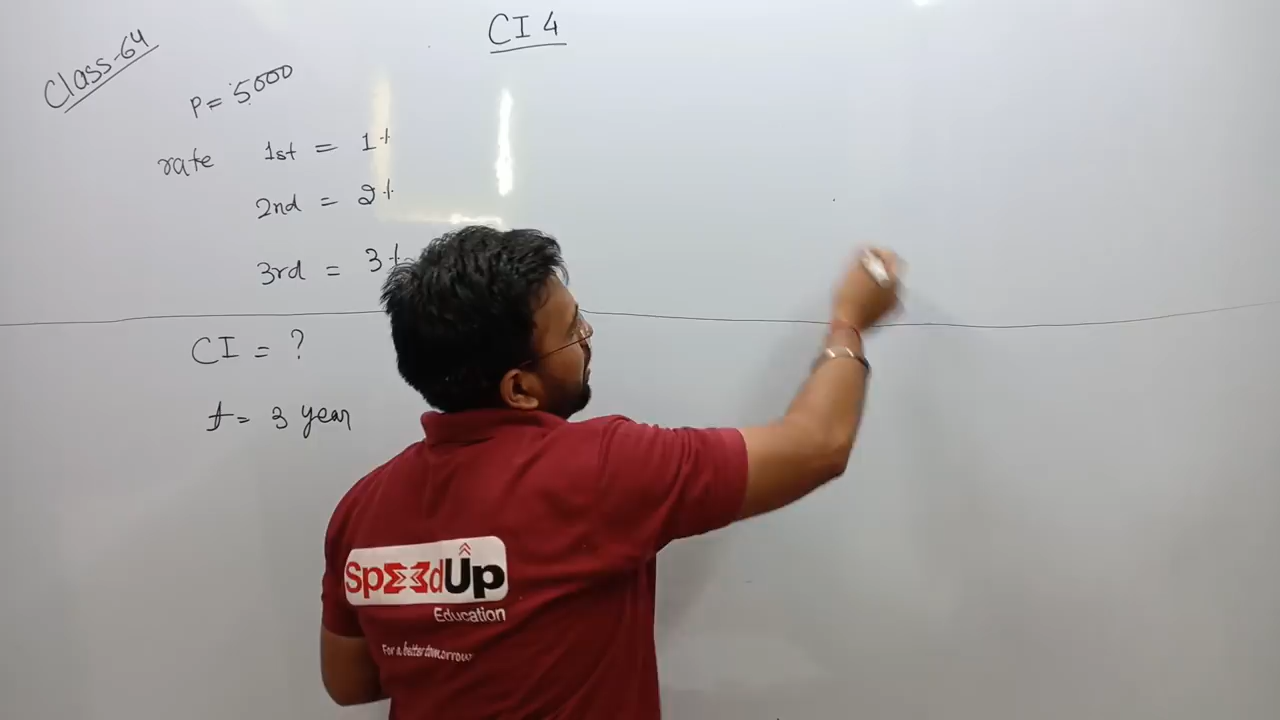 Class-64
CI 4
P = 5000
rate 1st = 1%
2nd = 2%
3rd = 3%
CI = ?
t = 3 year
SpeedUp
Education
For a better tomorrow